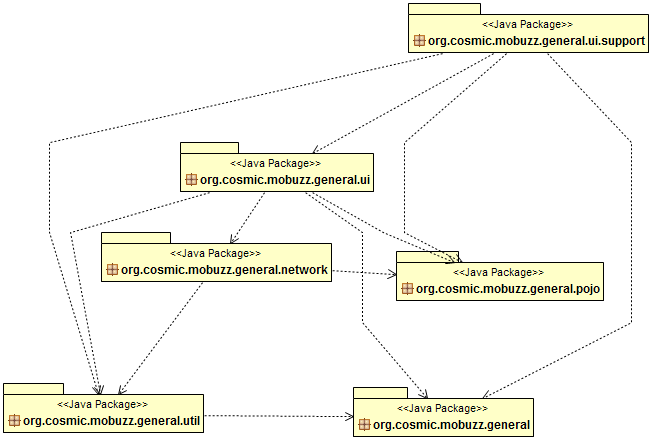 <<Java Package>>
org.cosmic.mobuzz.general.ui.support
<<Java Package>>
org.cosmic.mobuzz.general.ui
<<Java Package>>
org.cosmic.mobuzz.general.network
<<Java Package>>
org.cosmic.mobuzz.general.pojo
<<Java Package>>
org.cosmic.mobuzz.general.util
<<Java Package>>
org.cosmic.mobuzz.general